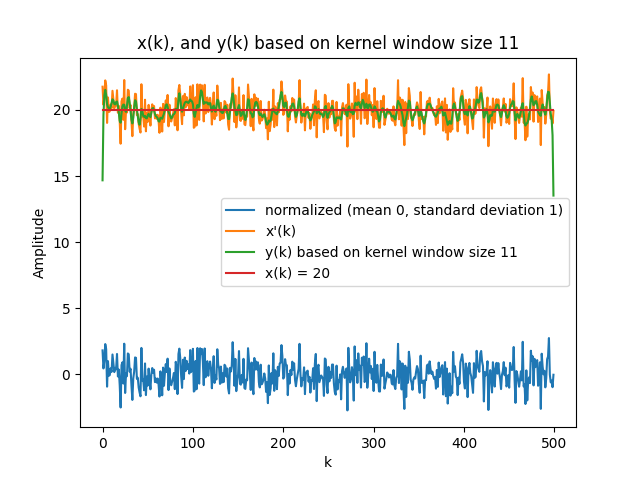 x(k), and y(k) based on kernel window size 11
Amplitude
20
15
10
5
0
normalized (mean 0, standard deviation 1)
x'(k)
y(k) based on kernel window size 11
x(k) = 20
0
100
200
300
400
500
k